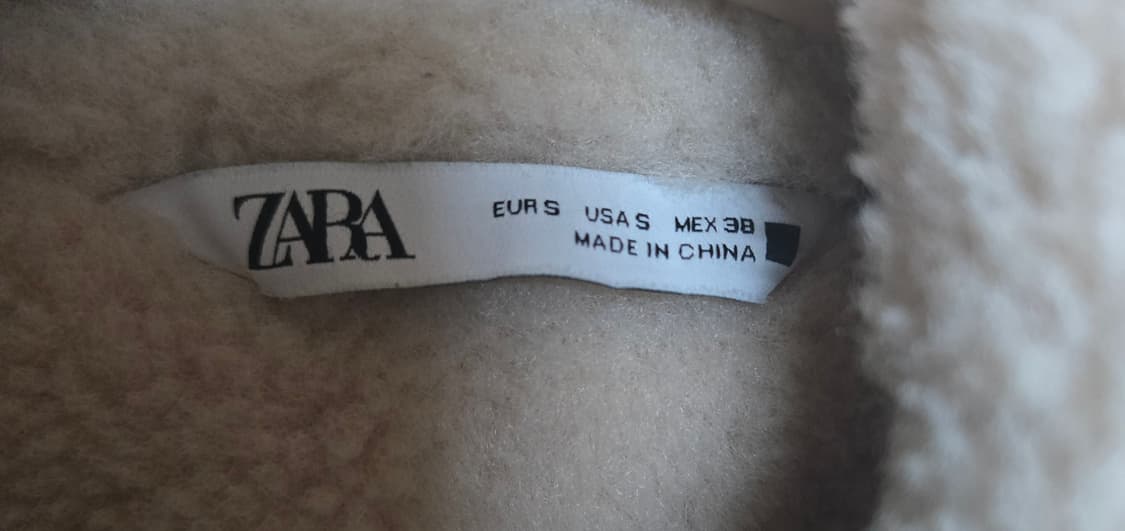 ZARA
EUR S USA S MEX 38
MADE IN CHINA